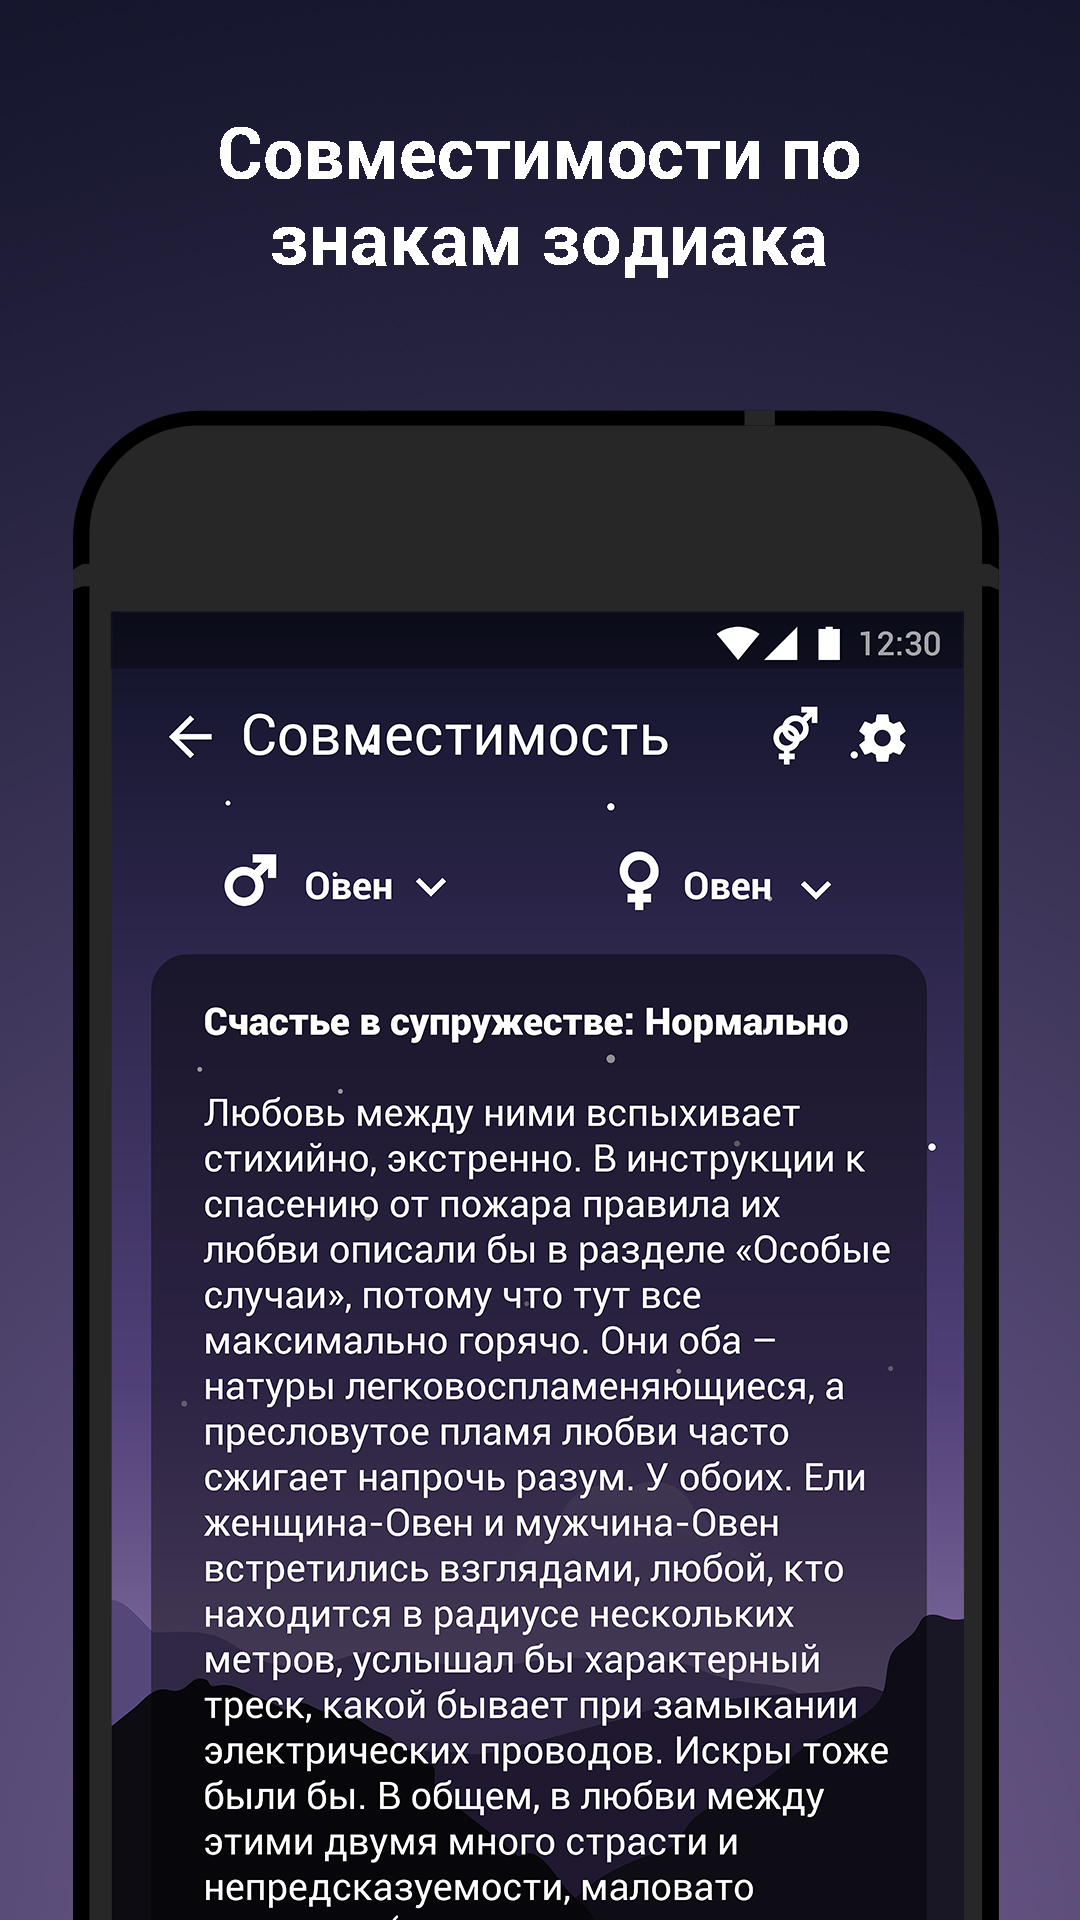 Совместимости по
знакам зодиака
12:30
Совместимость
Овен
Овен
Счастье в супружестве: Нормально
Любовь между ними вспыхивает
стихийно, экстренно. В инструкции к
спасению от пожара правила их
любви описали бы в разделе «Особые
случаи», потому что тут все
максимально горячо. Они оба –
натуры легковоспламеняющиеся, а
пресловутое пламя любви часто
сжигает напрочь разум. У обоих. Ели
женщина-Овен и мужчина-Овен
встретились взглядами, любой, кто
находится в радиусе нескольких
метров, услышал бы характерный
треск, какой бывает при замыкании
электрических проводов. Искры тоже
были бы. В общем, в любви между
этими двумя много страсти и
непредсказуемости, маловато